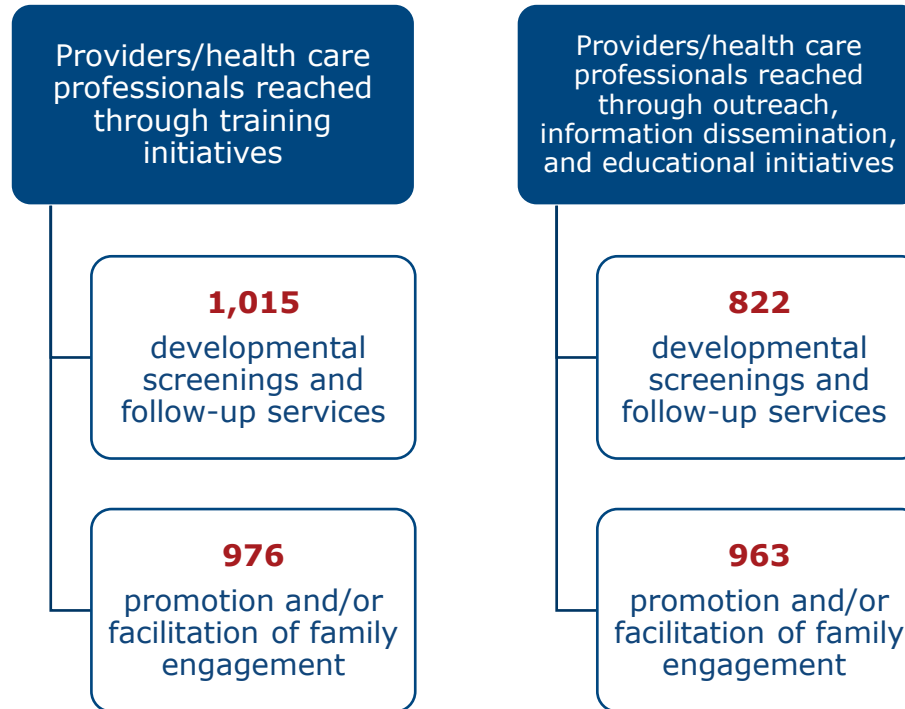 Providers/health care
professionals reached
through training
initiatives
1,015
developmental
screenings and
follow-up services
976
promotion and/or
facilitation of family
engagement
Providers/health care
professionals reached
through outreach,
information dissemination,
and educational initiatives
822
developmental
screenings and
follow-up services
963
promotion and/or
facilitation of family
engagement